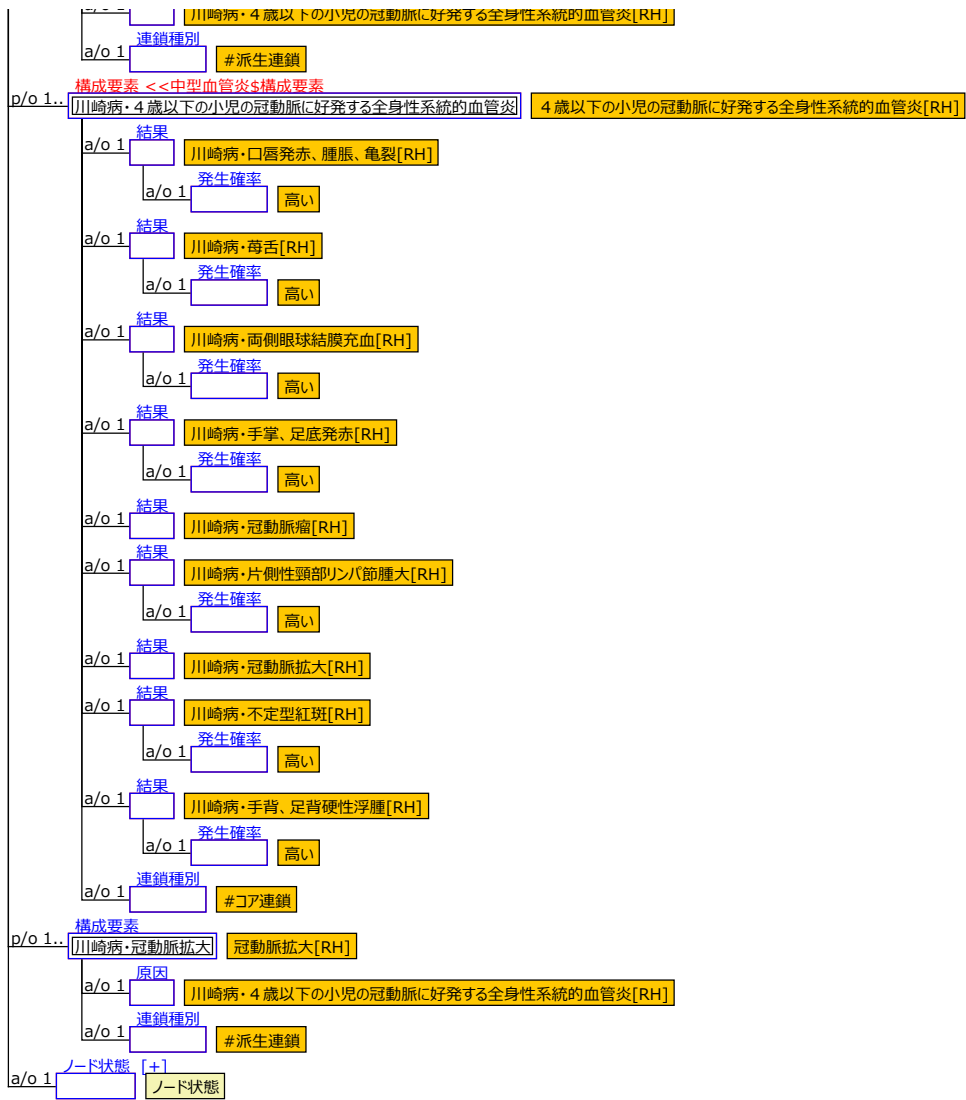 川崎病・４歳以下の小児の冠動脈に好発する全身性系統的血管炎[RH]
連鎖種別
a/o 1 #派生連鎖
構成要素 <<中型血管炎$構成要素
p/o 1.. 川崎病・４歳以下の小児の冠動脈に好発する全身性系統的血管炎 ４歳以下の小児の冠動脈に好発する全身性系統的血管炎[RH]
結果
a/o 1 川崎病・口唇発赤、腫脹、亀裂[RH]
発生確率
a/o 1 高い
結果
a/o 1 川崎病・苺舌[RH]
発生確率
a/o 1 高い
結果
a/o 1 川崎病・両側眼球結膜充血[RH]
発生確率
a/o 1 高い
結果
a/o 1 川崎病・手掌、足底発赤[RH]
発生確率
a/o 1 高い
結果
a/o 1 川崎病・冠動脈瘤[RH]
結果
a/o 1 川崎病・片側性頸部リンパ節腫大[RH]
発生確率
a/o 1 高い
結果
a/o 1 川崎病・冠動脈拡大[RH]
結果
a/o 1 川崎病・不定型紅斑[RH]
発生確率
a/o 1 高い
結果
a/o 1 川崎病・手背、足背硬性浮腫[RH]
発生確率
a/o 1 高い
連鎖種別
a/o 1 #コア連鎖
構成要素
p/o 1.. 川崎病・冠動脈拡大 冠動脈拡大[RH]
原因
a/o 1 川崎病・４歳以下の小児の冠動脈に好発する全身性系統的血管炎[RH]
連鎖種別
a/o 1 #派生連鎖
ノード状態 [+]
a/o 1 ノード状態